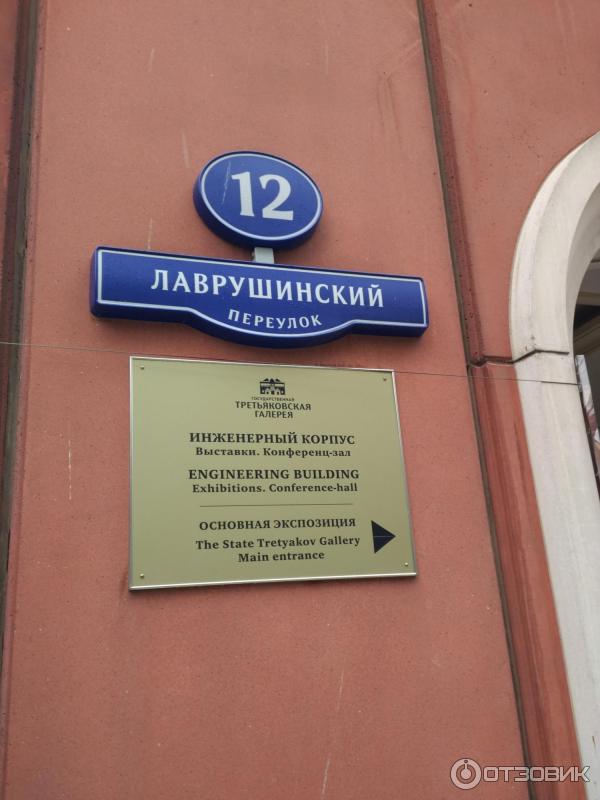 12
ЛАВРУШИНСКИЙ
ПЕРЕУЛОК
ГОСУДАРСТВЕННАЯ
ТРЕТЬЯКОВСКАЯ
ГАЛЕРЕЯ
ИНЖЕНЕРНЫЙ КОРПУС
Выставки. Конференц-зал
ENGINEERING BUILDING
Exhibitions. Conference-hall
ОСНОВНАЯ ЭКСПОЗИЦИЯ
The State Tretyakov Gallery
Main entrance
ОТЗОВИК